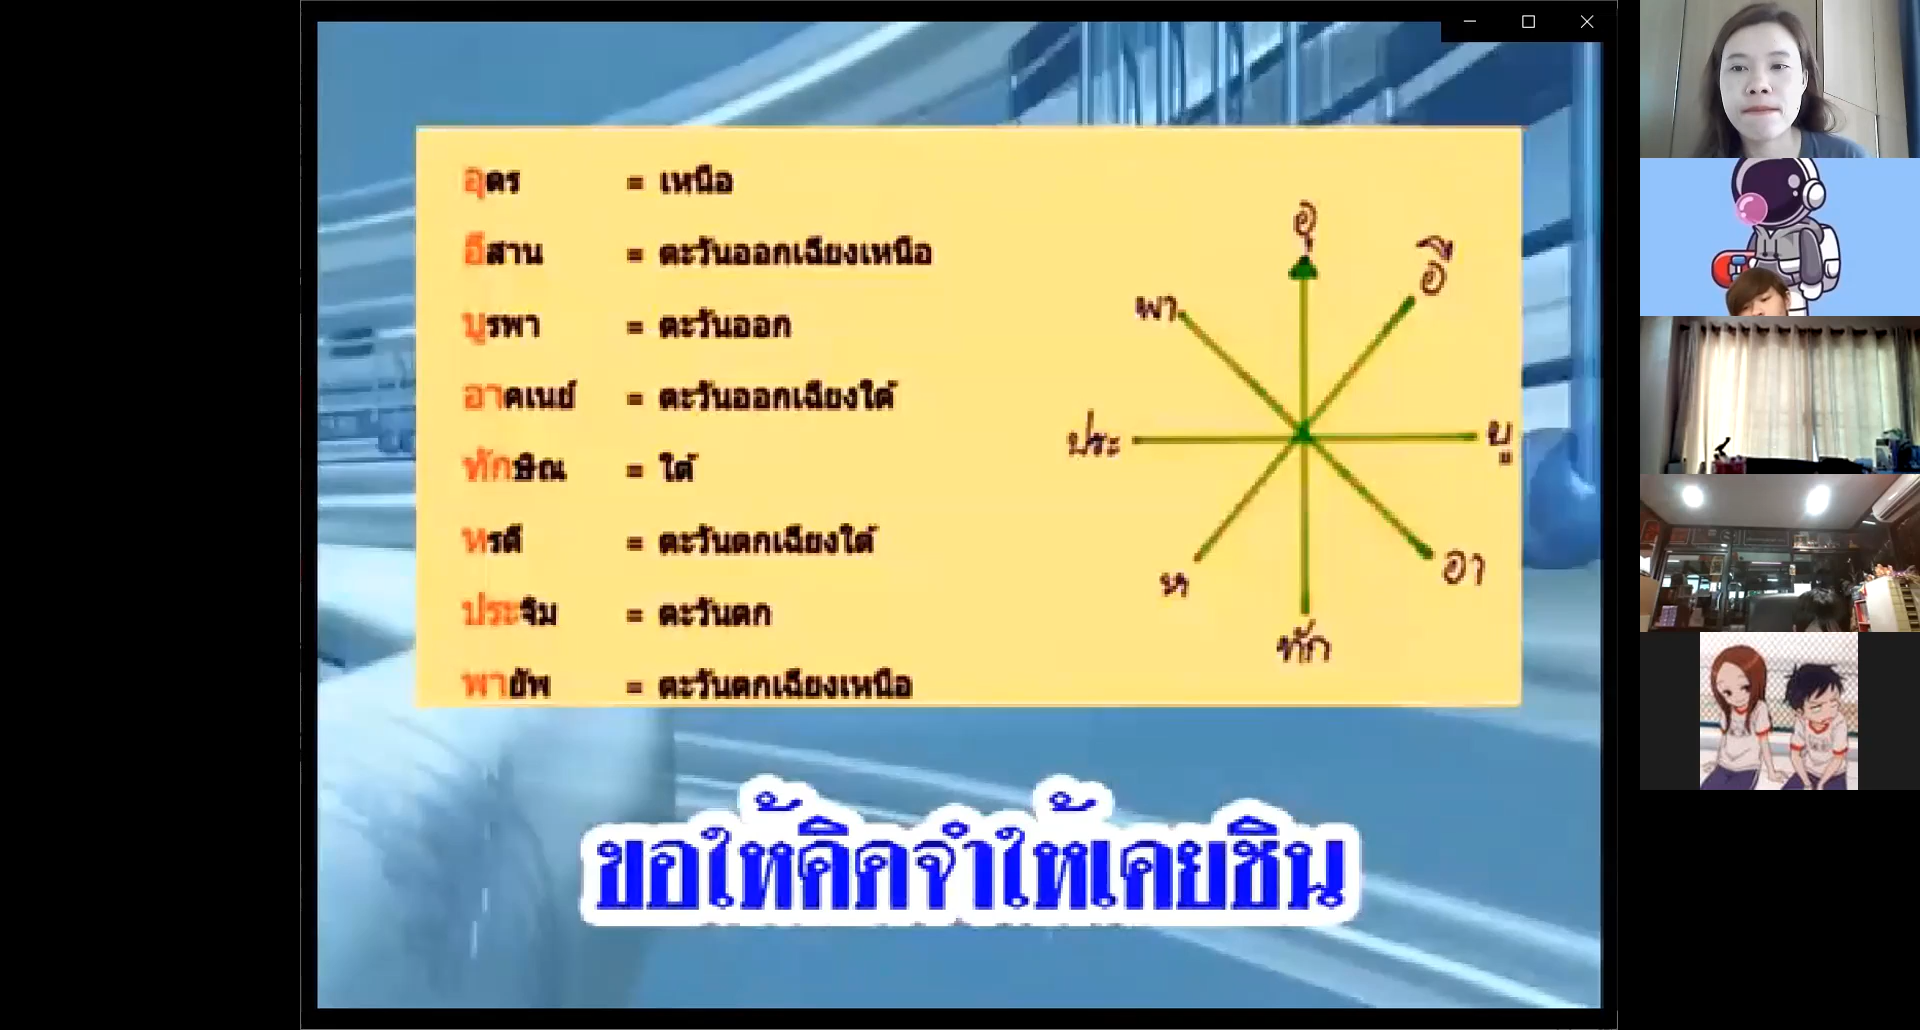 อุดร = เหนือ
อีสาน = ตะวันออกเฉียงเหนือ
บูรพา = ตะวันออก
อาคเนย์ = ตะวันออกเฉียงใต้
ทักษิณ = ใต้
หรดี = ตะวันตกเฉียงใต้
ประจิม = ตะวันตก
พายัพ = ตะวันตกเฉียงเหนือ
อุ
อี
พา
ประ
บู
ห
อา
ทัก
ขอให้คิดจำให้เคยชิน